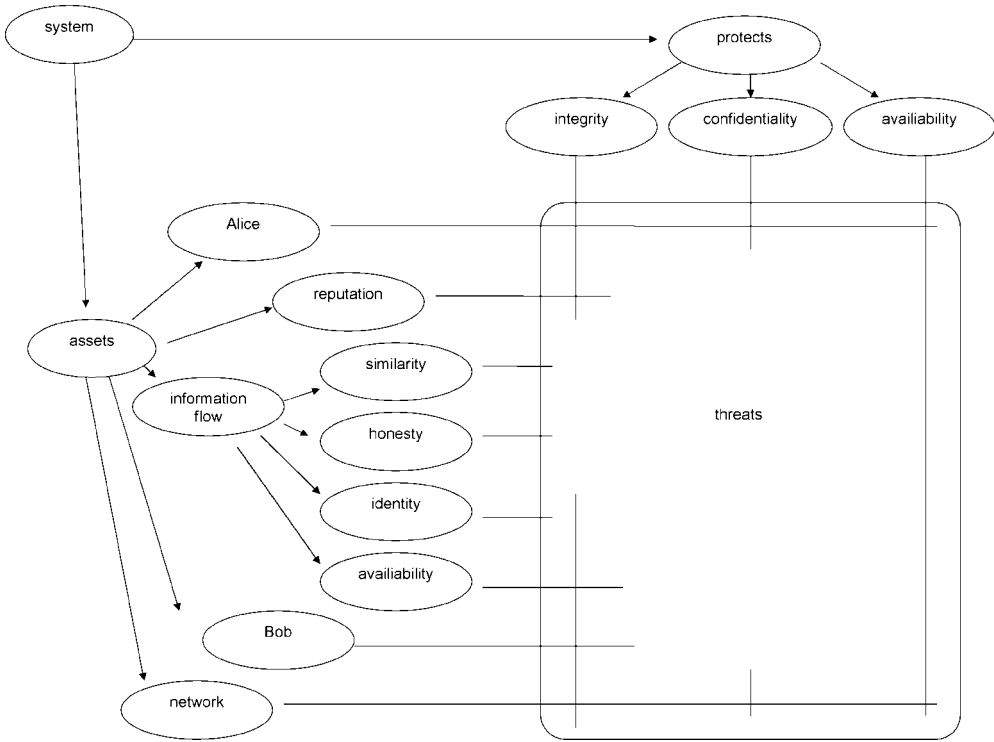 system
protects
integrity
confidentiality
availiability
Alice
reputation
assets
similarity
information
flow
threats
honesty
identity
availiability
Bob
network